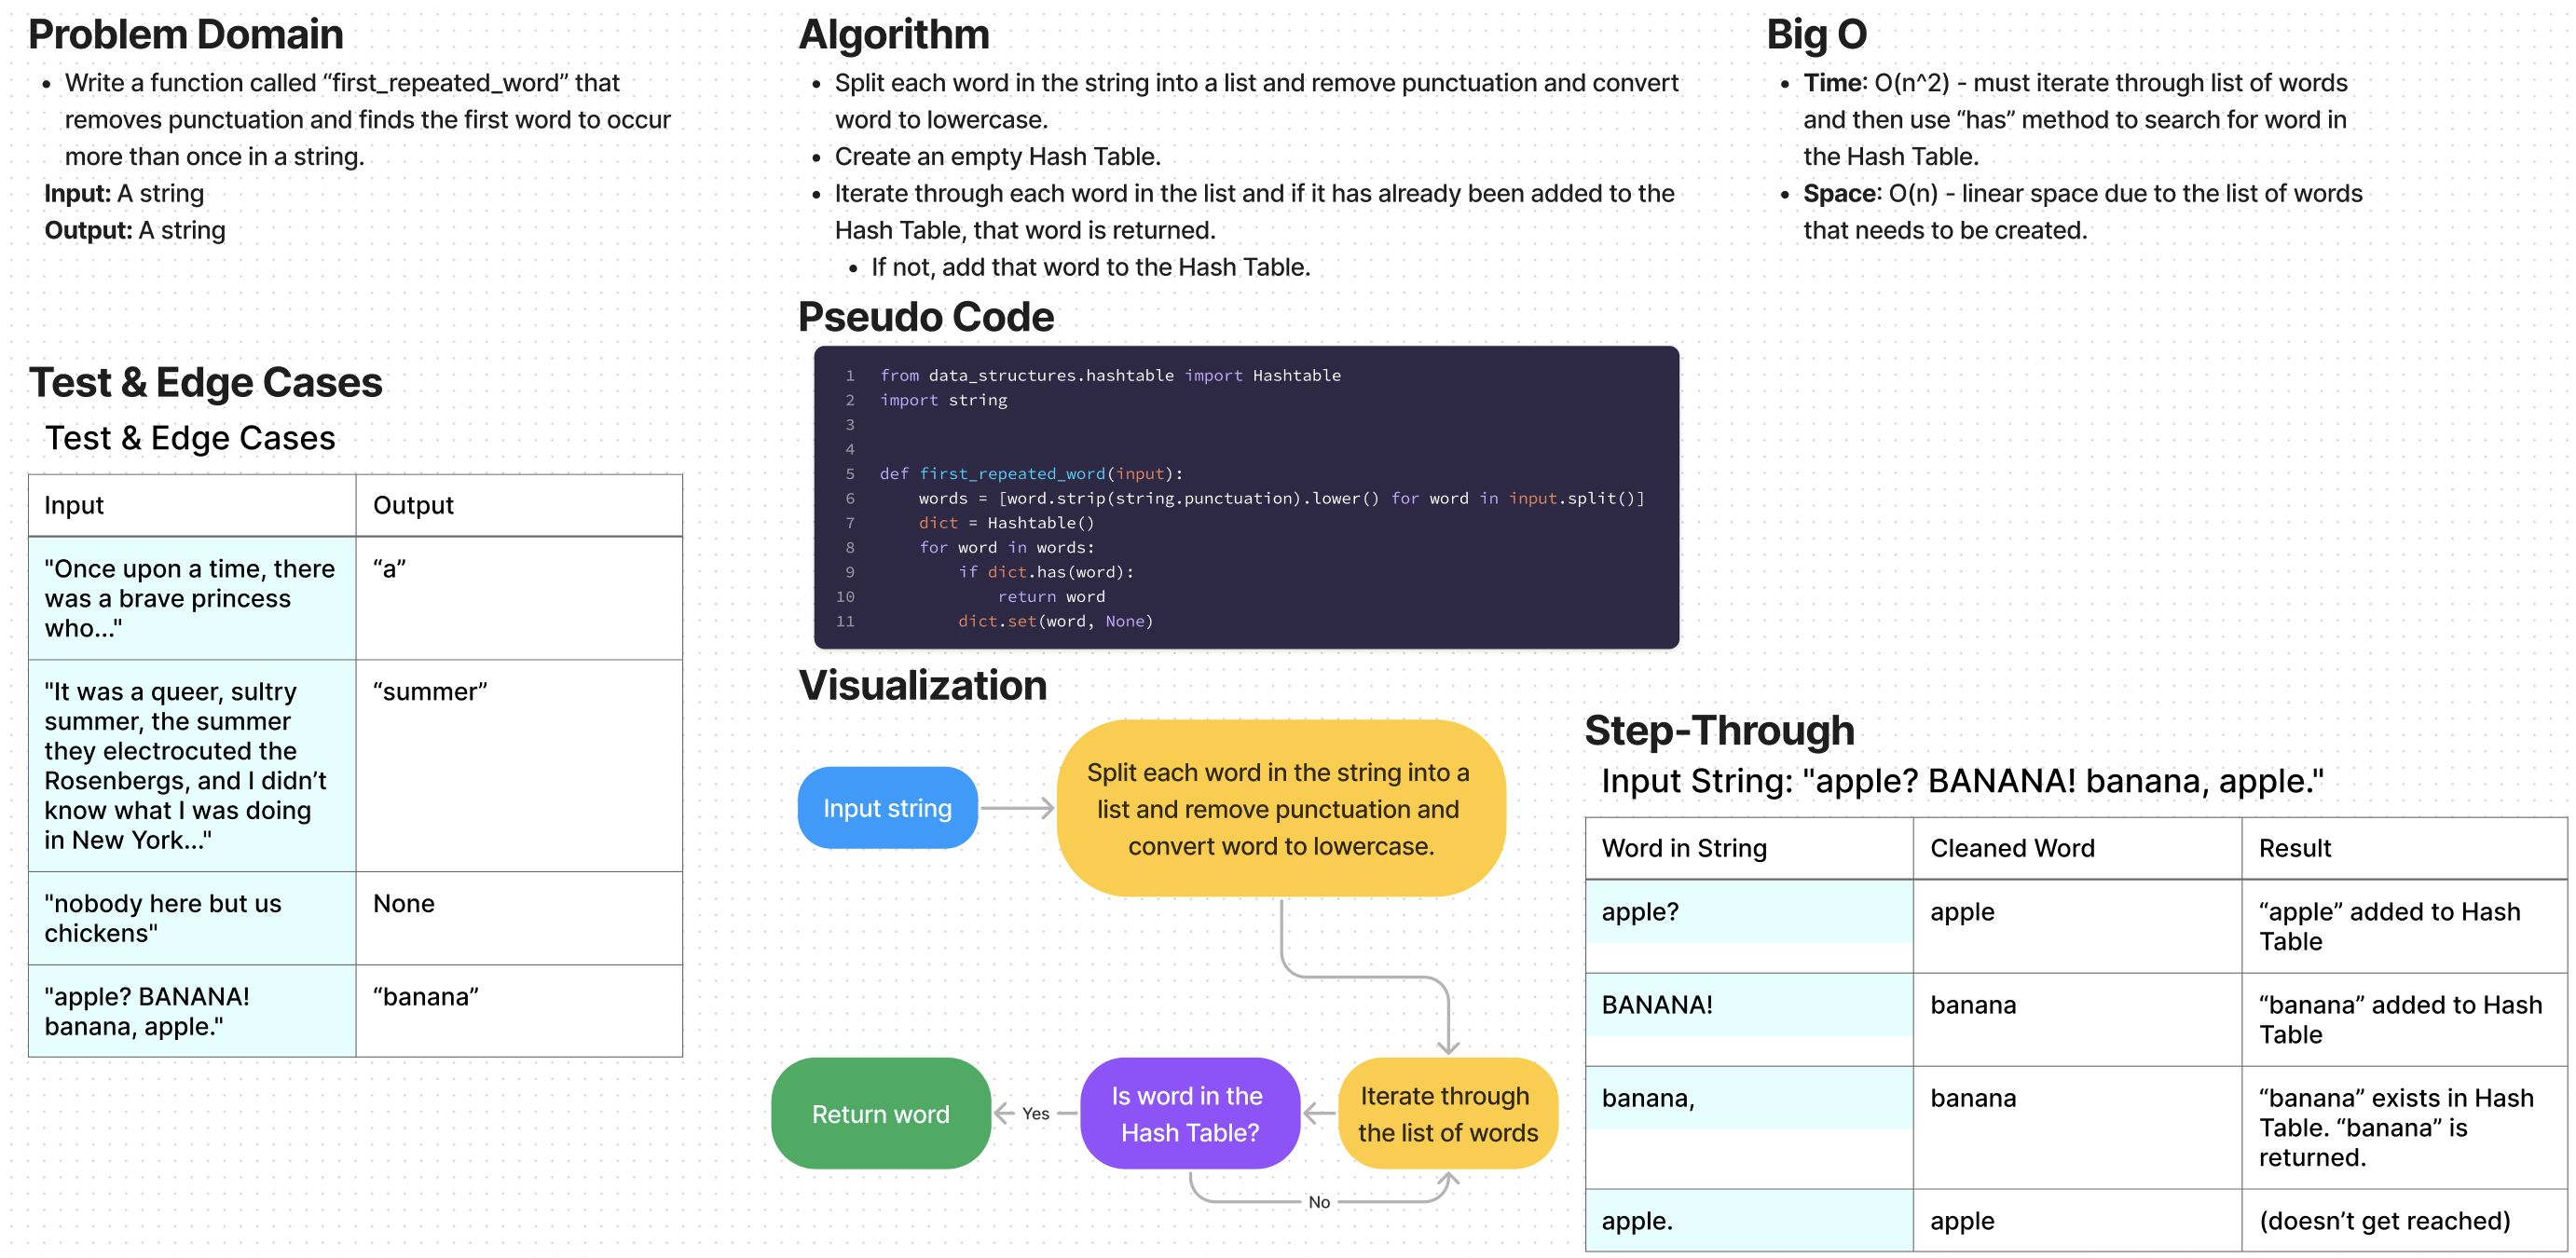 Problem Domain
• Write a function called “first_repeated_word” that
removes punctuation and finds the first word to occur
more than once in a string.
Input: A string
Output: A string
Test & Edge Cases
Test & Edge Cases
Input Output
"Once upon a time, there
was a brave princess
who..."
“a”
"It was a queer, sultry
summer, the summer
they electrocuted the
Rosenbergs, and I didn’t
know what I was doing
in New York..."
“summer”
"nobody here but us
chickens"
None
"apple? BANANA!
banana, apple."
“banana”
Algorithm
• Split each word in the string into a list and remove punctuation and convert
word to lowercase.
• Create an empty Hash Table.
• Iterate through each word in the list and if it has already been added to the
Hash Table, that word is returned.
• If not, add that word to the Hash Table.
Pseudo Code
1 from data_structures.hashtable import Hashtable
2 import string
3
4
5 def first_repeated_word(input):
6 words = [word.strip(string.punctuation).lower() for word in input.split()]
7 dict = Hashtable()
8 for word in words:
9 if dict.has(word):
10 return word
11 dict.set(word, None)
Visualization
Input string
Split each word in the string into a
list and remove punctuation and
convert word to lowercase.
Iterate through
the list of words
Is word in the
Hash Table?
Yes
Return word
No
Big O
• Time: O(n^2) - must iterate through list of words
and then use “has” method to search for word in
the Hash Table.
• Space: O(n) - linear space due to the list of words
that needs to be created.
Step-Through
Input String: "apple? BANANA! banana, apple."
Word in String Cleaned Word Result
apple? apple “apple” added to Hash
Table
BANANA! banana “banana” added to Hash
Table
banana, banana “banana” exists in Hash
Table. “banana” is
returned.
apple. apple (doesn’t get reached)